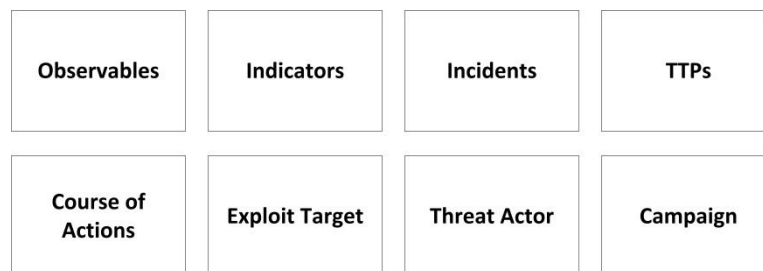 Observables
Indicators
Incidents
TTPs
Course of
Actions
Exploit Target
Threat Actor
Campaign